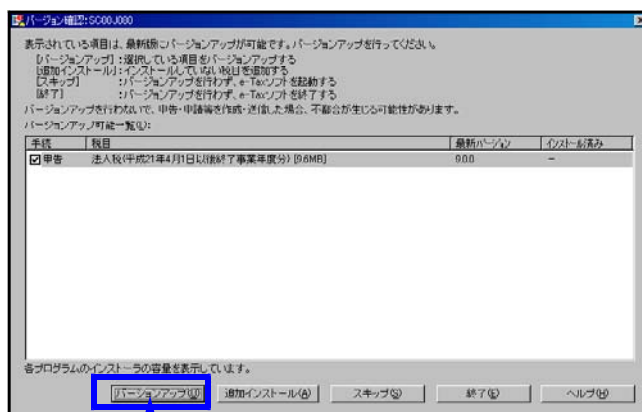 バージョン確認:SC00J000
表示されている項目は、最新版にバージョンアップが可能です。バージョンアップを行ってください。
[バージョンアップ]:選択している項目をバージョンアップする
[追加インストール]:インストールしていない税目を追加する
[スキップ] :バージョンアップを行わず、e-Taxソフトを起動する
[終了] :バージョンアップを行わず、e-Taxソフトを終了する
バージョンアップを行わないで、申告・申請等を作成・送信した場合、不都合が生じる可能性があります。
バージョンアップ可能一覧(L):
手続 税目 最新バージョン インストール済み
申告 法人税(平成21年4月1日以後終了事業年度分) [9.6MB] 9.0.0 -
各プログラムのインストーラの容量を表示しています。
バージョンアップ(U) 追加インストール(A) スキップ(S) 終了(E) ヘルプ(H)